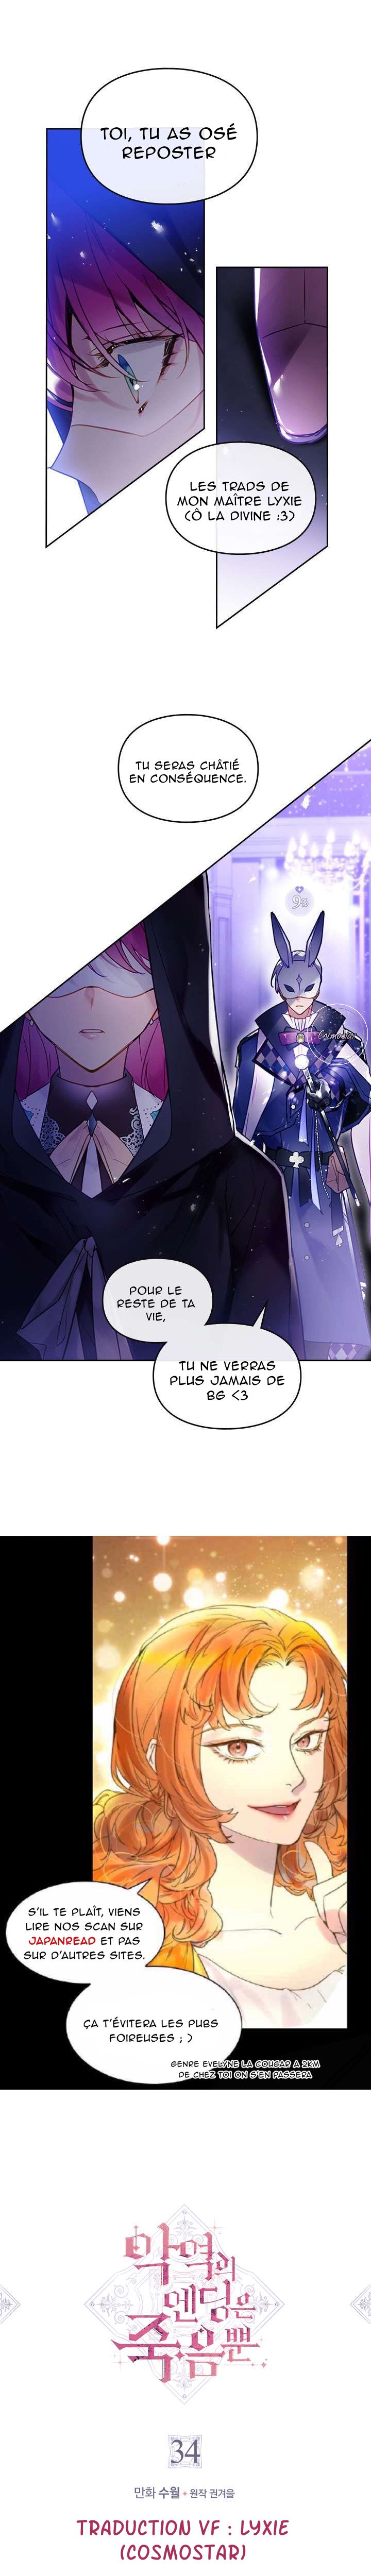 TOI, TU AS OSÉ
REPOSTER
LES TRADS DE
MON MAÎTRE LYXIE
(Ô LA DIVINE :3)
TU SERAS CHÂTIÉ
EN CONSÉQUENCE.
Cosmostar
POUR LE
RESTE DE TA
VIE,
TU NE VERRAS
PLUS JAMAIS DE
BG <3
S'IL TE PLAÎT, VIENS
LIRE NOS SCAN SUR
JAPANREAD ET PAS
SUR D'AUTRES SITES.
ÇA T'ÉVITERA LES PUBS
FOIREUSES ; )
GENRE EVELYNE LA COUGAR A 2KM
DE CHEZ TOI ON S'EN PASSERA
악역의
엔딩은
죽음뿐
34
만화 수월 • 원작 권겨을
TRADUCTION VF : LYXIE
(COSMOSTAR)